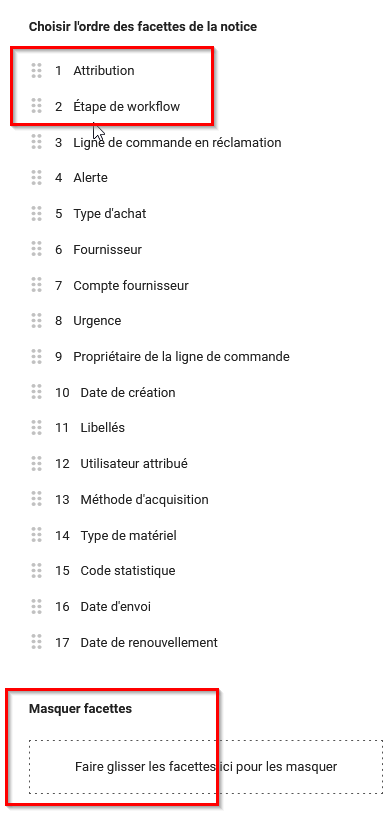 Choisir l'ordre des facettes de la notice
1 Attribution
2 Étape de workflow
3 Ligne de commande en réclamation
4 Alerte
5 Type d'achat
6 Fournisseur
7 Compte fournisseur
8 Urgence
9 Propriétaire de la ligne de commande
10 Date de création
11 Libellés
12 Utilisateur attribué
13 Méthode d'acquisition
14 Type de matériel
15 Code statistique
16 Date d'envoi
17 Date de renouvellement
Masquer facettes
Faire glisser les facettes ici pour les masquer